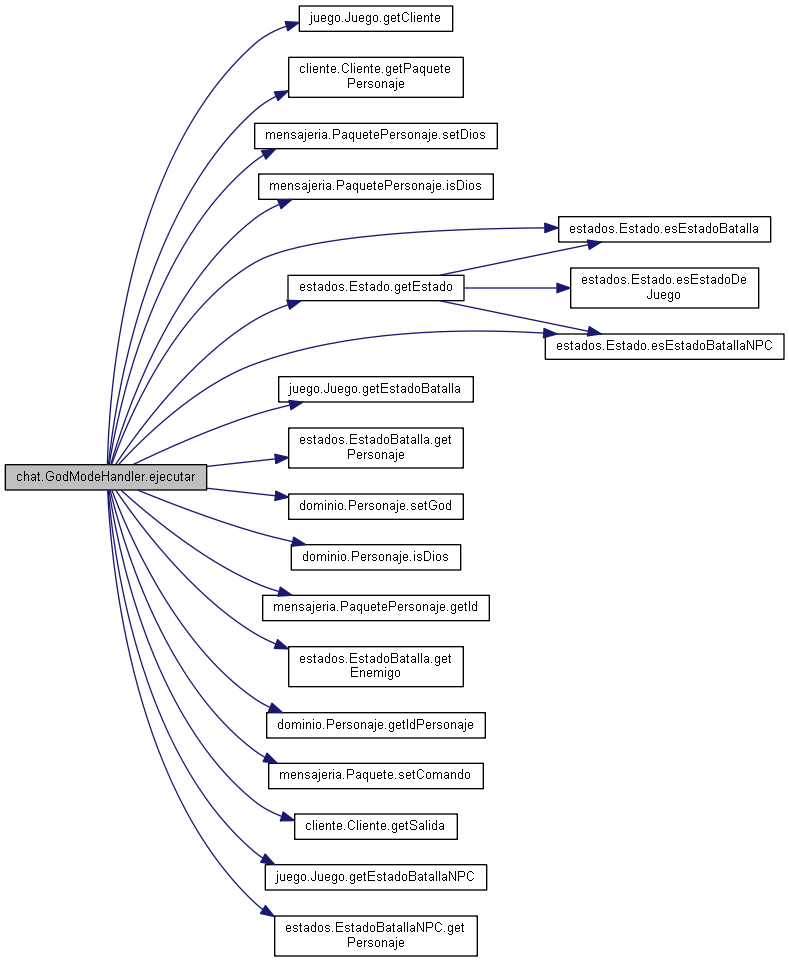 juego.Juego.getCliente
cliente.Cliente.getPaquete
Personaje
mensajeria.PaquetePersonaje.setDios
mensajeria.PaquetePersonaje.isDios
estados.Estado.esEstadoBatalla
estados.Estado.getEstado
estados.Estado.esEstadoDe
Juego
estados.Estado.esEstadoBatallaNPC
juego.Juego.getEstadoBatalla
estados.EstadoBatalla.get
Personaje
chat.GodModeHandler.ejecutar
dominio.Personaje.setGod
dominio.Personaje.isDios
mensajeria.PaquetePersonaje.getId
estados.EstadoBatalla.get
Enemigo
dominio.Personaje.getIdPersonaje
mensajeria.Paquete.setComando
cliente.Cliente.getSalida
juego.Juego.getEstadoBatallaNPC
estados.EstadoBatallaNPC.get
Personaje